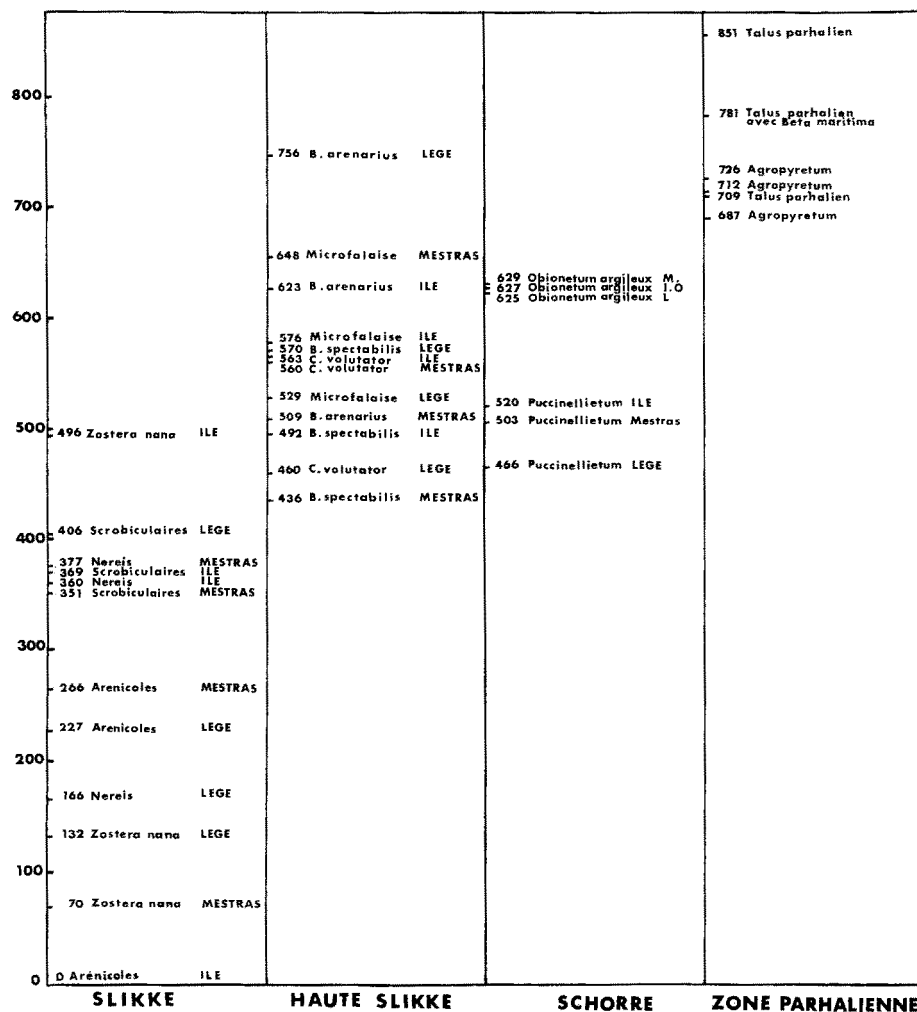 800
700
600
500
400
300
200
100
0
496 Zostera nana ILE
406 Scrobiculaires LEGE
377 Nereis MESTRAS
369 Scrobiculaires ILE
360 Nereis ILE
351 Scrobiculaires MESTRAS
266 Arenicoles MESTRAS
227 Arenicoles LEGE
166 Nereis LEGE
132 Zostera nana LEGE
70 Zostera nana MESTRAS
0 Arénicoles ILE
SLIKKE
756 B. arenarius LEGE
648 Microfalaise MESTRAS
623 B. arenarius ILE
576 Microfalaise ILE
570 B. spectabilis LEGE
563 C. volutator ILE
560 C. volutator MESTRAS
529 Microfalaise LEGE
509 B. arenarius MESTRAS
492 B. spectabilis ILE
460 C. volutator LEGE
436 B. spectabilis MESTRAS
HAUTE SLIKKE
629 Obionetum argileux M.
627 Obionetum argileux I.O
625 Obionetum argileux L
520 Puccinellietum ILE
503 Puccinellietum Mestras
466 Puccinellietum LEGE
SCHORRE
851 Talus parhalien
781 Talus parhalien
avec Beta maritima
726 Agropyretum
712 Agropyretum
709 Talus parhalien
687 Agropyretum
ZONE PARHALIENNE